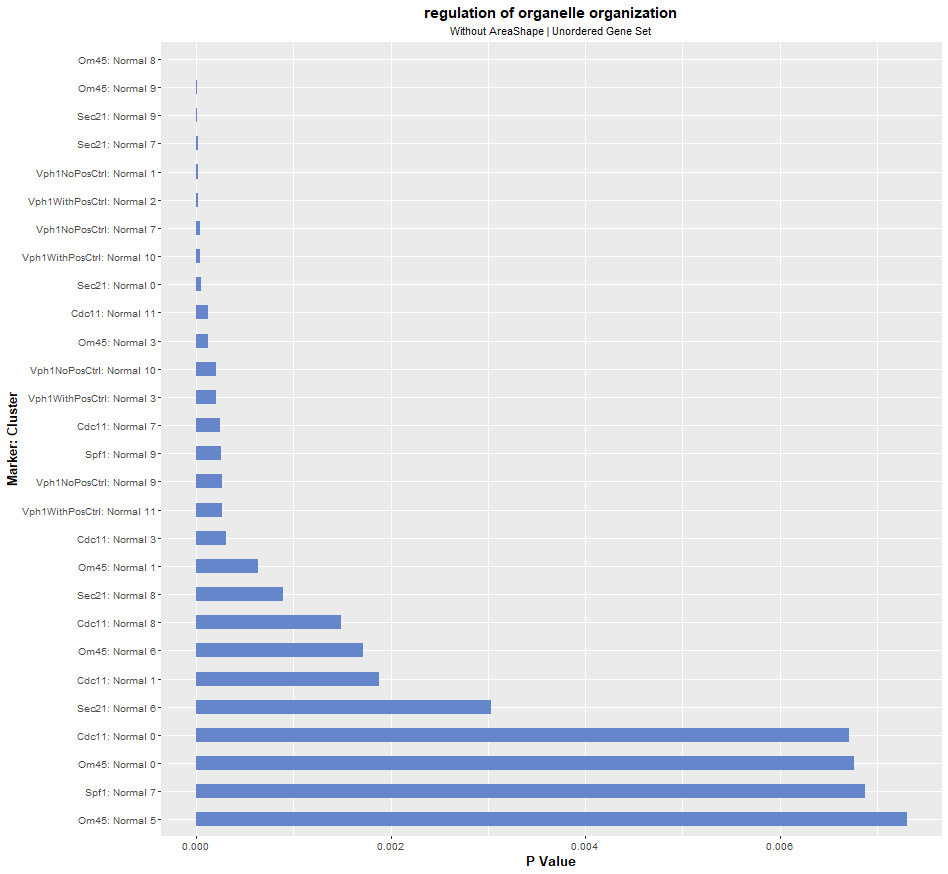 regulation of organelle organization
Without AreaShape | Unordered Gene Set
Marker: Cluster
Om45: Normal 8
Om45: Normal 9
Sec21: Normal 9
Sec21: Normal 7
Vph1NoPosCtrl: Normal 1
Vph1WithPosCtrl: Normal 2
Vph1NoPosCtrl: Normal 7
Vph1WithPosCtrl: Normal 10
Sec21: Normal 0
Cdc11: Normal 11
Om45: Normal 3
Vph1NoPosCtrl: Normal 10
Vph1WithPosCtrl: Normal 3
Cdc11: Normal 7
Spf1: Normal 9
Vph1NoPosCtrl: Normal 9
Vph1WithPosCtrl: Normal 11
Cdc11: Normal 3
Om45: Normal 1
Sec21: Normal 8
Cdc11: Normal 8
Om45: Normal 6
Cdc11: Normal 1
Sec21: Normal 6
Cdc11: Normal 0
Om45: Normal 0
Spf1: Normal 7
Om45: Normal 5
0.000 0.002 0.004 0.006
P Value